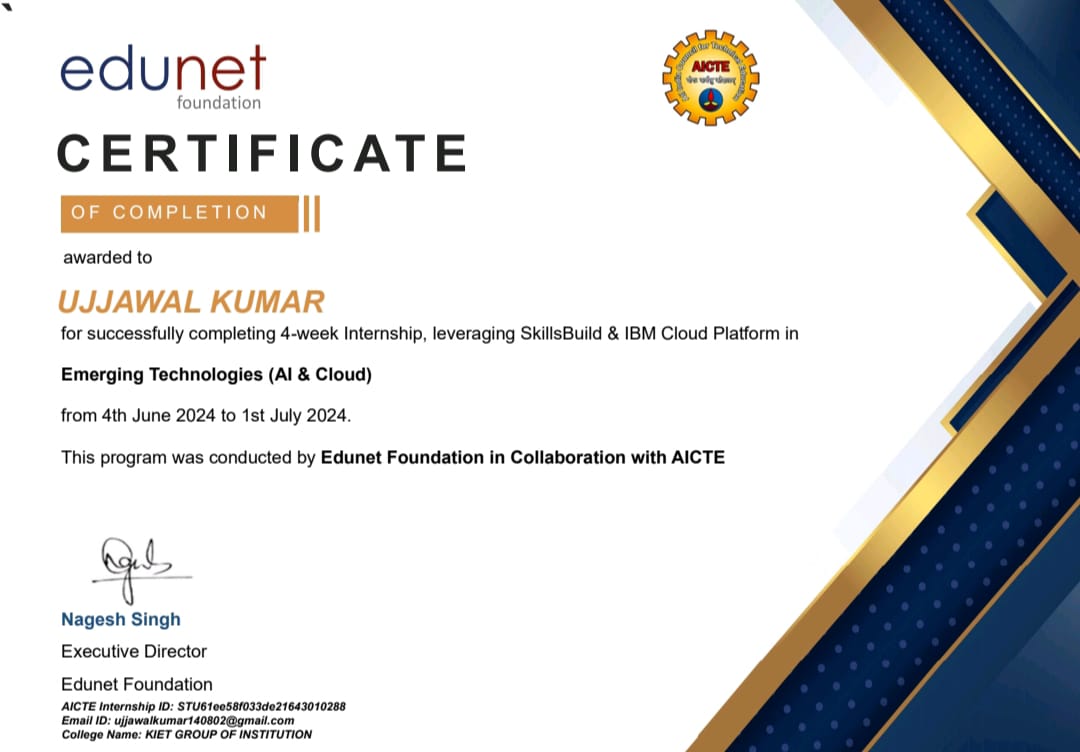 edunet
foundation
AICTE
CERTIFICATE
OF COMPLETION
awarded to
UJJAWAL KUMAR
for successfully completing 4-week Internship, leveraging SkillsBuild & IBM Cloud Platform in
Emerging Technologies (AI & Cloud)
from 4th June 2024 to 1st July 2024.
This program was conducted by Edunet Foundation in Collaboration with AICTE
Nagesh Singh
Executive Director
Edunet Foundation
AICTE Internship ID: STU61ee58f033de21643010288
Email ID: ujjawalkumar140802@gmail.com
College Name: KIET GROUP OF INSTITUTION